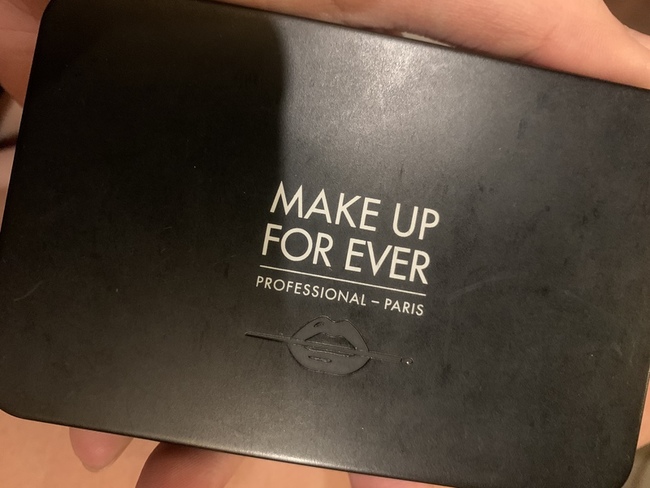 MAKE UP
FOR EVER
PROFESSIONAL – PARIS